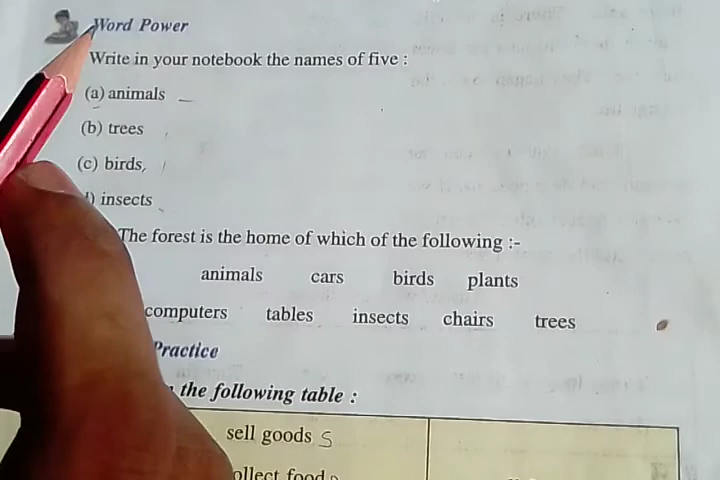 Word Power
Write in your notebook the names of five :
(a) animals
(b) trees
(c) birds,
) insects
The forest is the home of which of the following :-
animals cars birds plants
computers tables insects chairs trees
Practice
the following table :
sell goods S
ollect food